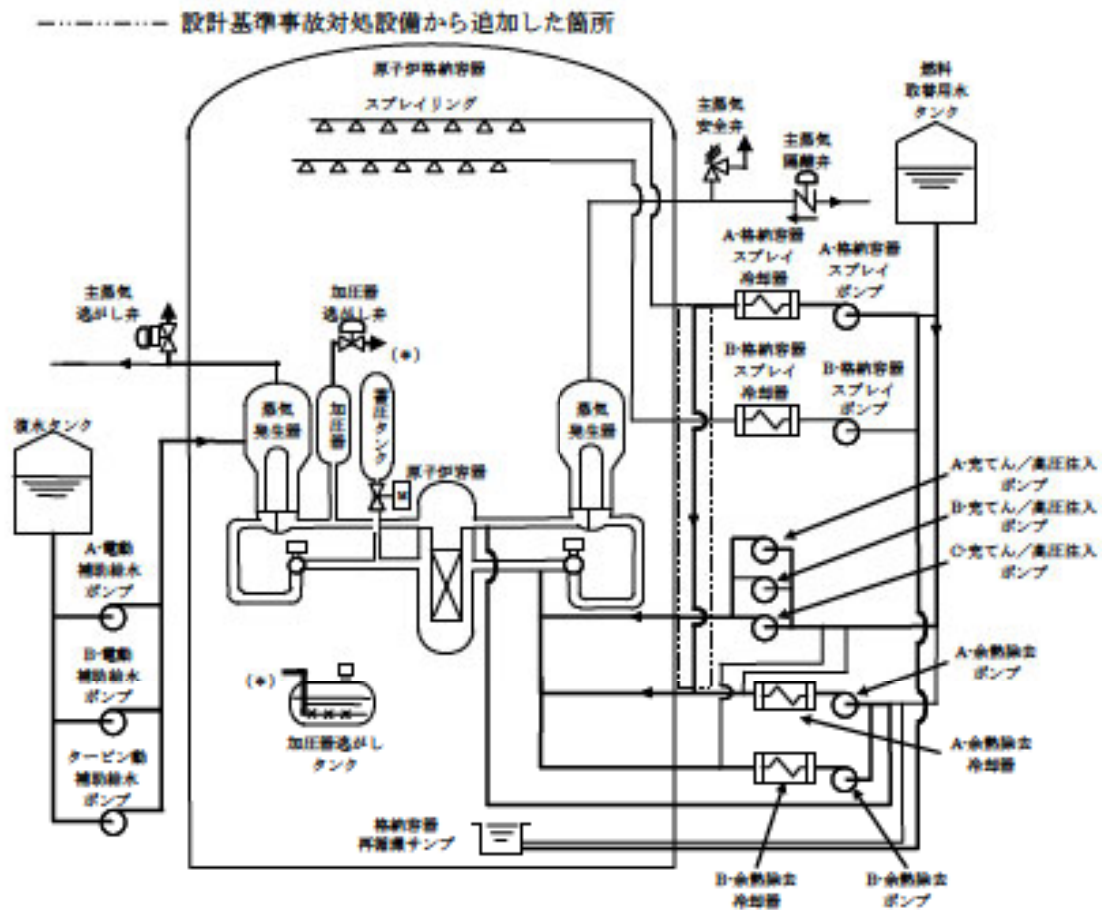 設計基準事故対処設備から追加した箇所
原子炉格納容器
スプレイリング
燃料
取替用水
タンク
主蒸気
安全弁
主蒸気
隔離弁
A-格納容器
スプレイ
冷却器
A-格納容器
スプレイ
ポンプ
主蒸気
逃がし弁
加圧器
逃がし弁
(*)
B-格納容器
スプレイ
冷却器
B-格納容器
スプレイ
ポンプ
復水タンク
蒸気
発生器
加圧器
蓄圧タンク
蒸気
発生器
原子炉容器
M
A-充てん/高圧注入
ポンプ
B-充てん/高圧注入
ポンプ
C-充てん/高圧注入
ポンプ
A-電動
補助給水
ポンプ
B-電動
補助給水
ポンプ
タービン動
補助給水
ポンプ
(*)
加圧器逃がし
タンク
A-余熱除去
ポンプ
A-余熱除去
冷却器
格納容器
再循環サンプ
B-余熱除去
冷却器
B-余熱除去
ポンプ